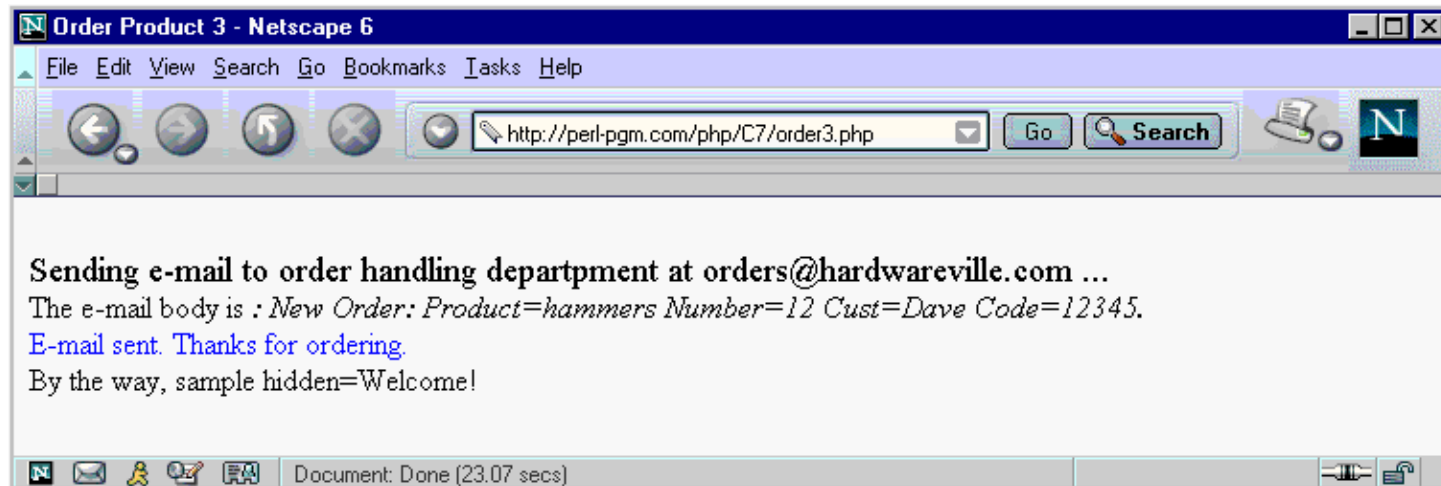 Order Product 3 - Netscape 6
File Edit View Search Go Bookmarks Tasks Help
http://perl-pgm.com/php/C7/order3.php Go Search N
Sending e-mail to order handling departpment at orders@hardwareville.com ...
The e-mail body is : New Order: Product=hammers Number=12 Cust=Dave Code=12345.
E-mail sent. Thanks for ordering.
By the way, sample hidden=Welcome!
Document: Done (23.07 secs)